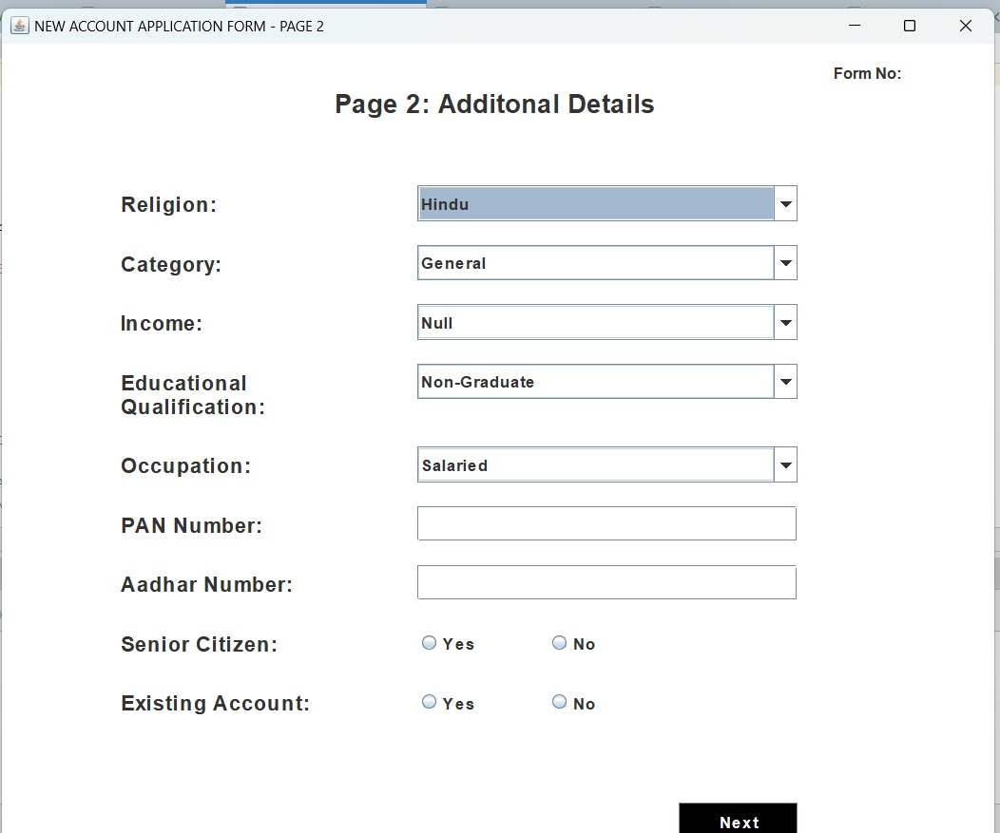 NEW ACCOUNT APPLICATION FORM - PAGE 2
Form No:
Page 2: Additonal Details
Religion: Hindu
Category: General
Income: Null
Educational Non-Graduate
Qualification:
Occupation: Salaried
PAN Number:
Aadhar Number:
Senior Citizen: Yes No
Existing Account: Yes No
Next